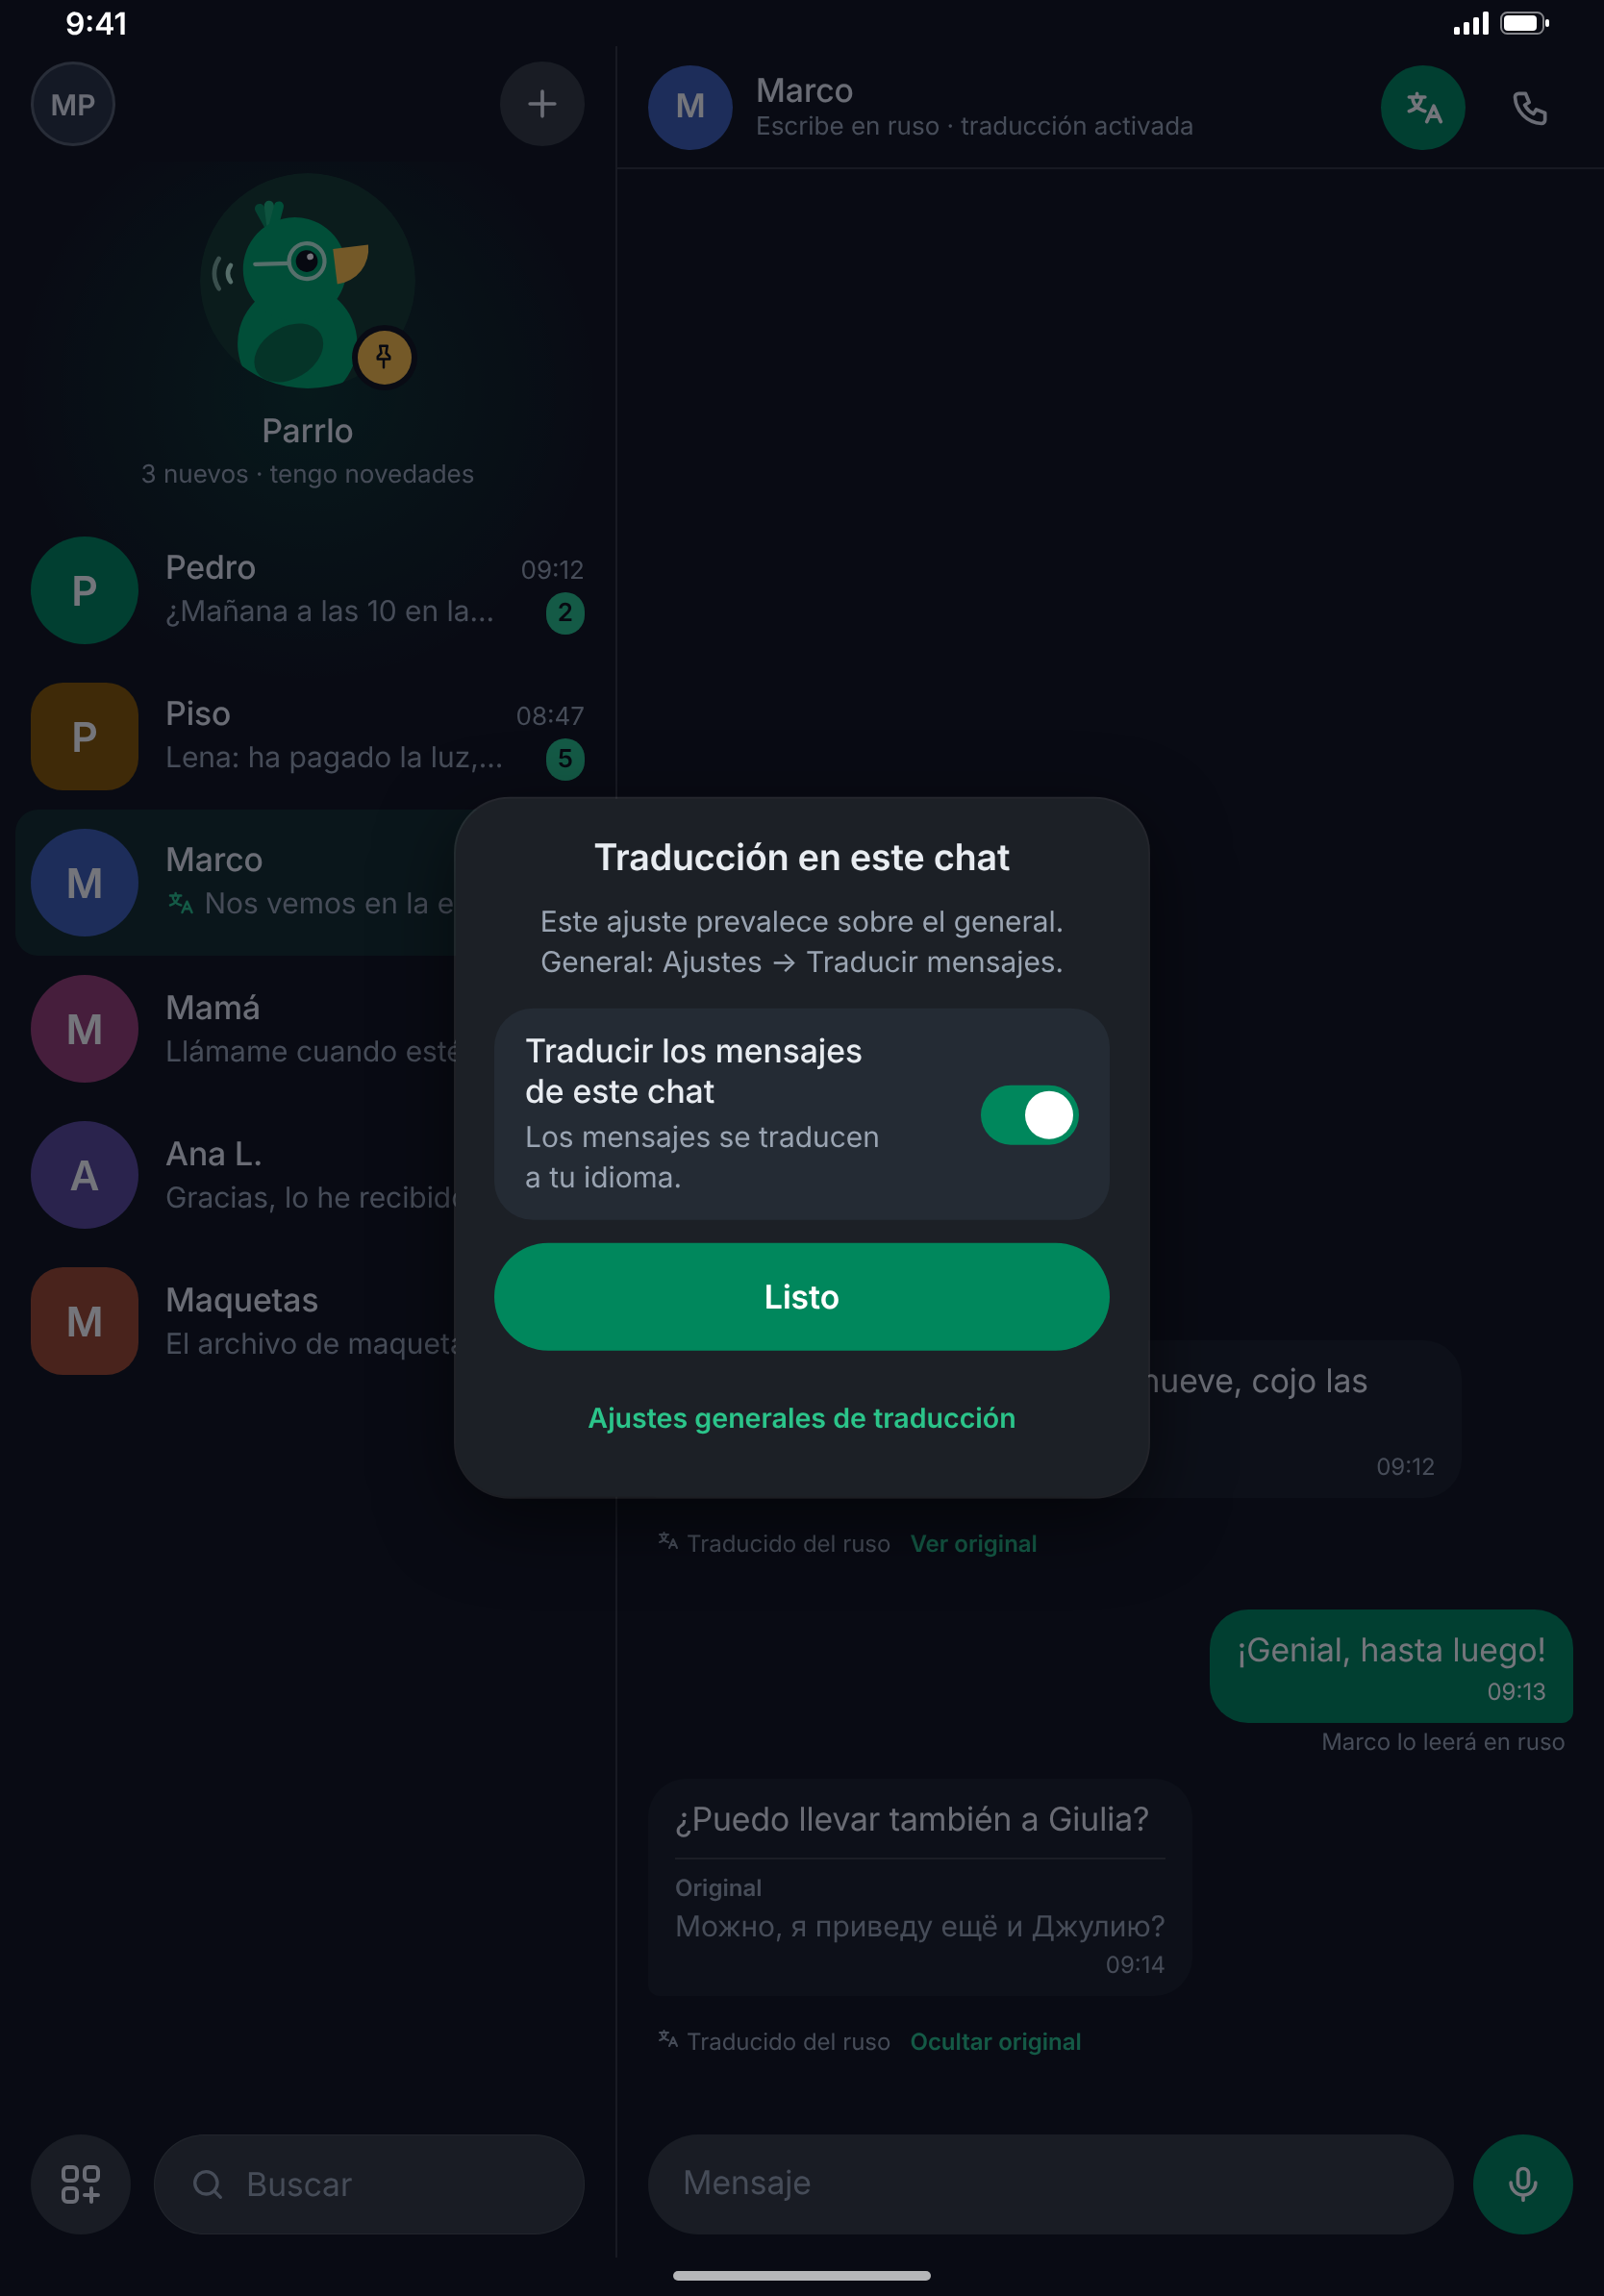 9:41
MP
Parrlo
3 nuevos · tengo novedades
P
Pedro
09:12
¿Mañana a las 10 en la...
2
P
Piso
08:47
Lena: ha pagado la luz,...
5
M
Marco
Nos vemos en la e
M
Mamá
Llámame cuando esté
A
Ana L.
Gracias, lo he recibido
M
Maquetas
El archivo de maqueta
Buscar
M
Marco
Escribe en ruso · traducción activada
Traducción en este chat
Este ajuste prevalece sobre el general.
General: Ajustes → Traducir mensajes.
Traducir los mensajes
de este chat
Los mensajes se traducen
a tu idioma.
Listo
Ajustes generales de traducción
nueve, cojo las
09:12
Traducido del ruso Ver original
¡Genial, hasta luego!
09:13
Marco lo leerá en ruso
¿Puedo llevar también a Giulia?
Original
Можно, я приведу ещё и Джулию?
09:14
Traducido del ruso Ocultar original
Mensaje